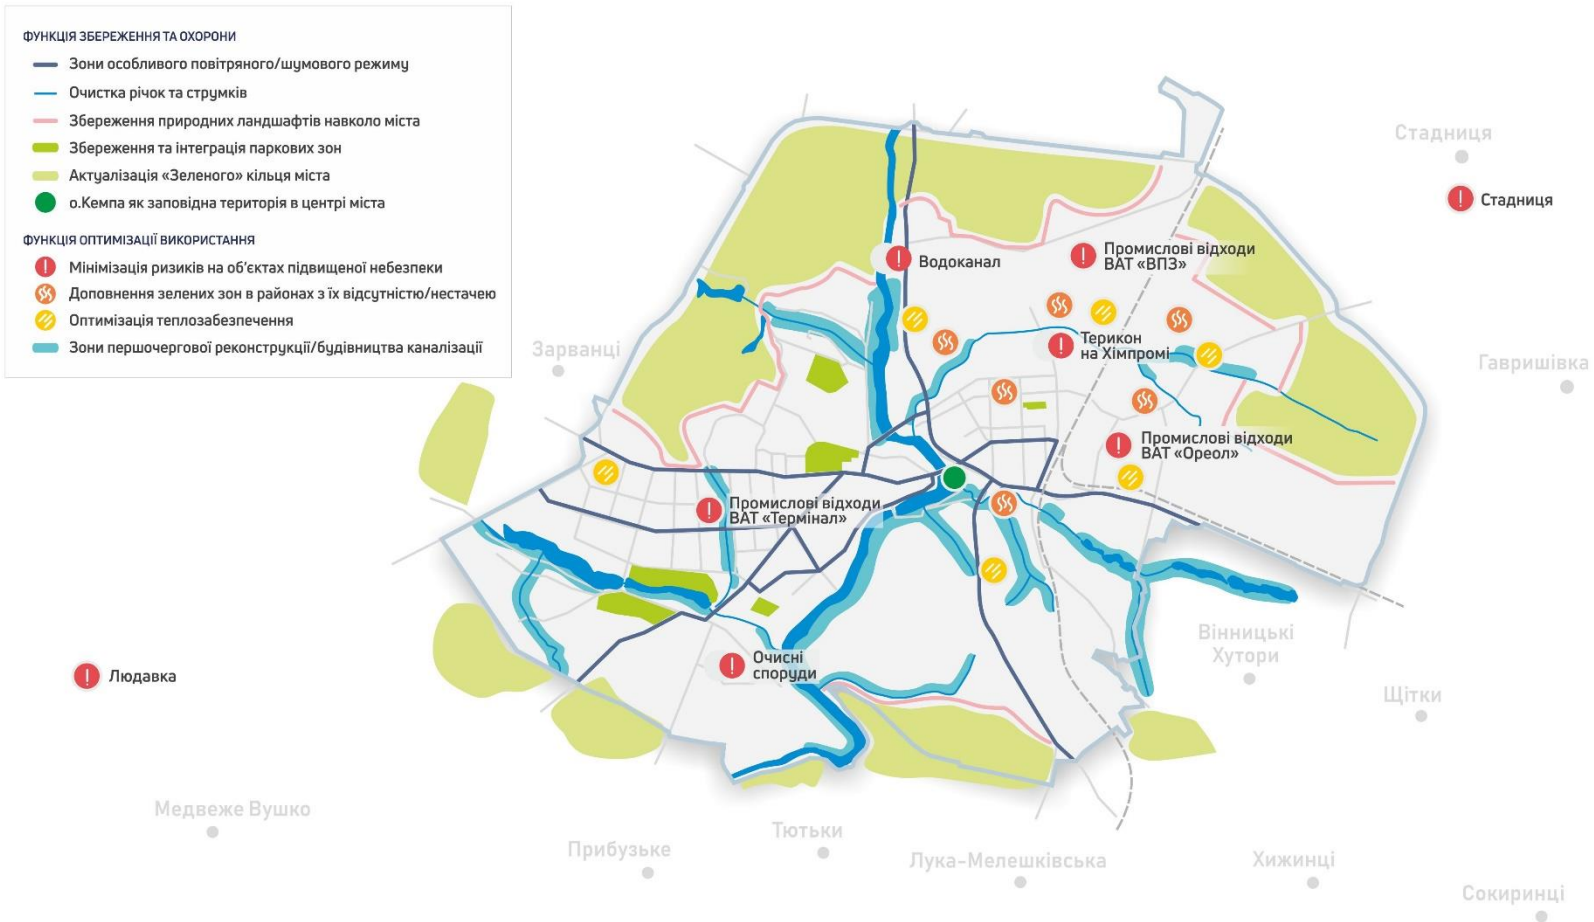 ФУНКЦІЯ ЗБЕРЕЖЕННЯ ТА ОХОРОНИ
Зони особливого повітряного/шумового режиму
Очистка річок та струмків
Збереження природних ландшафтів навколо міста
Збереження та інтеграція паркових зон
Актуалізація «Зеленого» кільця міста
о.Кемпа як заповідна територія в центрі міста
ФУНКЦІЯ ОПТИМІЗАЦІЇ ВИКОРИСТАННЯ
Мінімізація ризиків на об'єктах підвищеної небезпеки
Доповнення зелених зон в районах з їх відсутністю/нестачею
Оптимізація теплозабезпечення
Зони першочергової реконструкції/будівництва каналізації
Стадниця
Стадниця
Промислові відходи
ВАТ «ВПЗ»
Водоканал
Терикон
на Хімпромі
Зарванці
Гавришівка
Промислові відходи
ВАТ «Ореол»
Промислові відходи
ВАТ «Термінал»
Вінницькі
Хутори
Очисні
споруди
Людавка
Щітки
Медвеже Вушко
Тютьки
Прибузьке
Лука-Мелешківська
Хижинці
Сокиринці